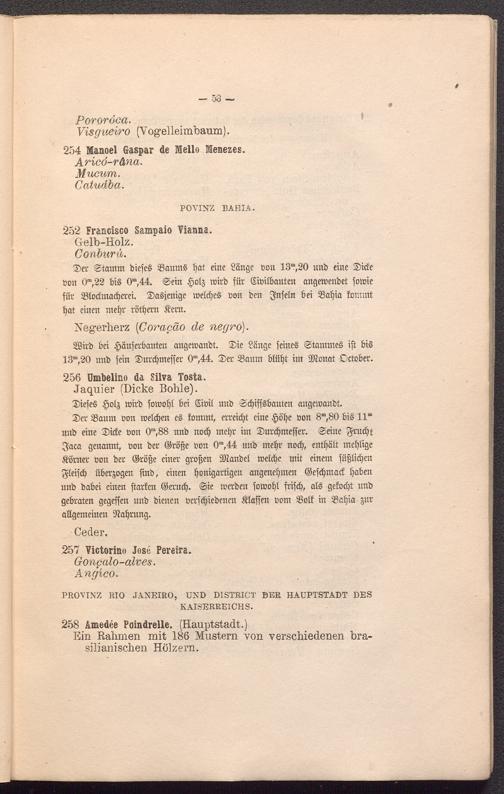 — 53 —
Pororóca.
Visgueiro (Vogelleimbaum).
254 Manoel Gaspar de Mello Menezes.
Aricó-râna.
Mucum.
Catudba.
POVINZ BAHIA.
252 Francisco Sampaio Vianna.
Gelb-Holz.
Conburú.
Der Stamm dieses Baums hat eine Länge von 13ᵐ,20 und eine Dicke
von 0ᵐ,22 bis 0ᵐ,44. Sein Holz wird für Civilbauten angewendet sowie
für Blockmacherei. Dasjenige welches von den Inseln bei Bahia kommt
hat einen mehr röthern Kern.
Negerherz (Coração de negro).
Wird bei Häuserbauten angewandt. Die Länge seines Stammes ist bis
13ᵐ,20 und sein Durchmesser 0ᵐ,44. Der Baum blüht im Monat October.
256 Umbelino da Silva Tosta.
Jaquier (Dicke Bohle).
Dieses Holz wird sowohl bei Civil und Schiffsbauten angewandt.
Der Baum von welchen es kommt, erreicht eine Höhe von 8ᵐ,80 bis 11ᵐ
und eine Dicke von 0ᵐ,88 und noch mehr im Durchmesser. Seine Frucht
Jaca genannt, von der Größe von 0ᵐ,44 und mehr noch, enthält mehlige
Körner von der Größe einer großen Mandel welche mit einem süßlichen
Fleisch überzogen sind, einen honigartigen angenehmen Geschmack haben
und dabei einen starken Geruch. Sie werden sowohl frisch, als gekocht und
gebraten gegessen und dienen verschiedenen Klassen vom Volk in Bahia zur
allgemeinen Nahrung.
Ceder.
257 Victorino José Pereira.
Gonçalo-alves.
Angico.
PROVINZ RIO JANEIRO, UND DISTRICT DER HAUPTSTADT DES
KAISERREICHS.
258 Amedée Poindrelle. (Hauptstadt.)
Ein Rahmen mit 186 Mustern von verschiedenen bra-
silianischen Hölzern.